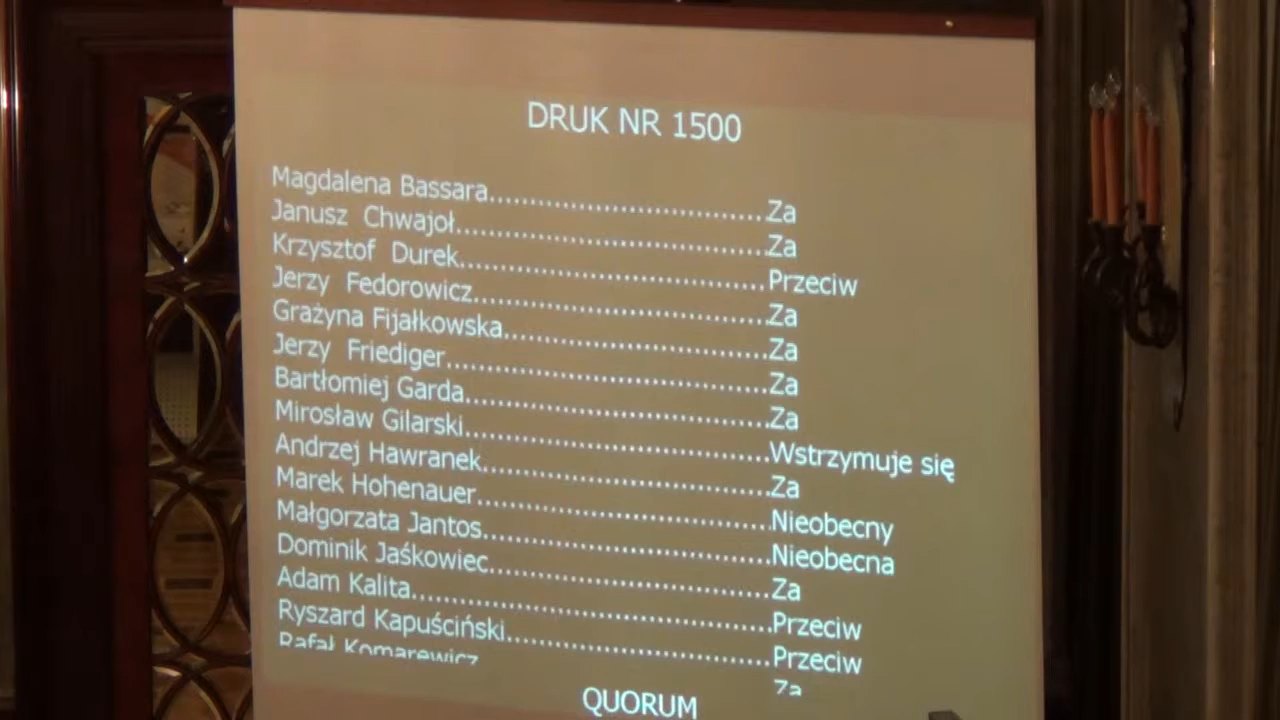 DRUK NR 1500
Magdalena Bassara..............................Za
Janusz  Chwajoł..................................Za
Krzysztof  Durek..................................Przeciw
Jerzy  Fedorowicz................................Za
Grażyna Fijałkowska............................Za
Jerzy  Friediger...................................Za
Bartłomiej Garda.................................Za
Mirosław Gilarski.................................Wstrzymuje się
Andrzej Hawranek...............................Za
Marek Hohenauer................................Nieobecny
Małgorzata Jantos...............................Nieobecna
Dominik Jaśkowiec..............................Za
Adam Kalita.......................................Przeciw
Ryszard Kapuściński............................Przeciw
Rafał Komarewicz Za
QUORUM